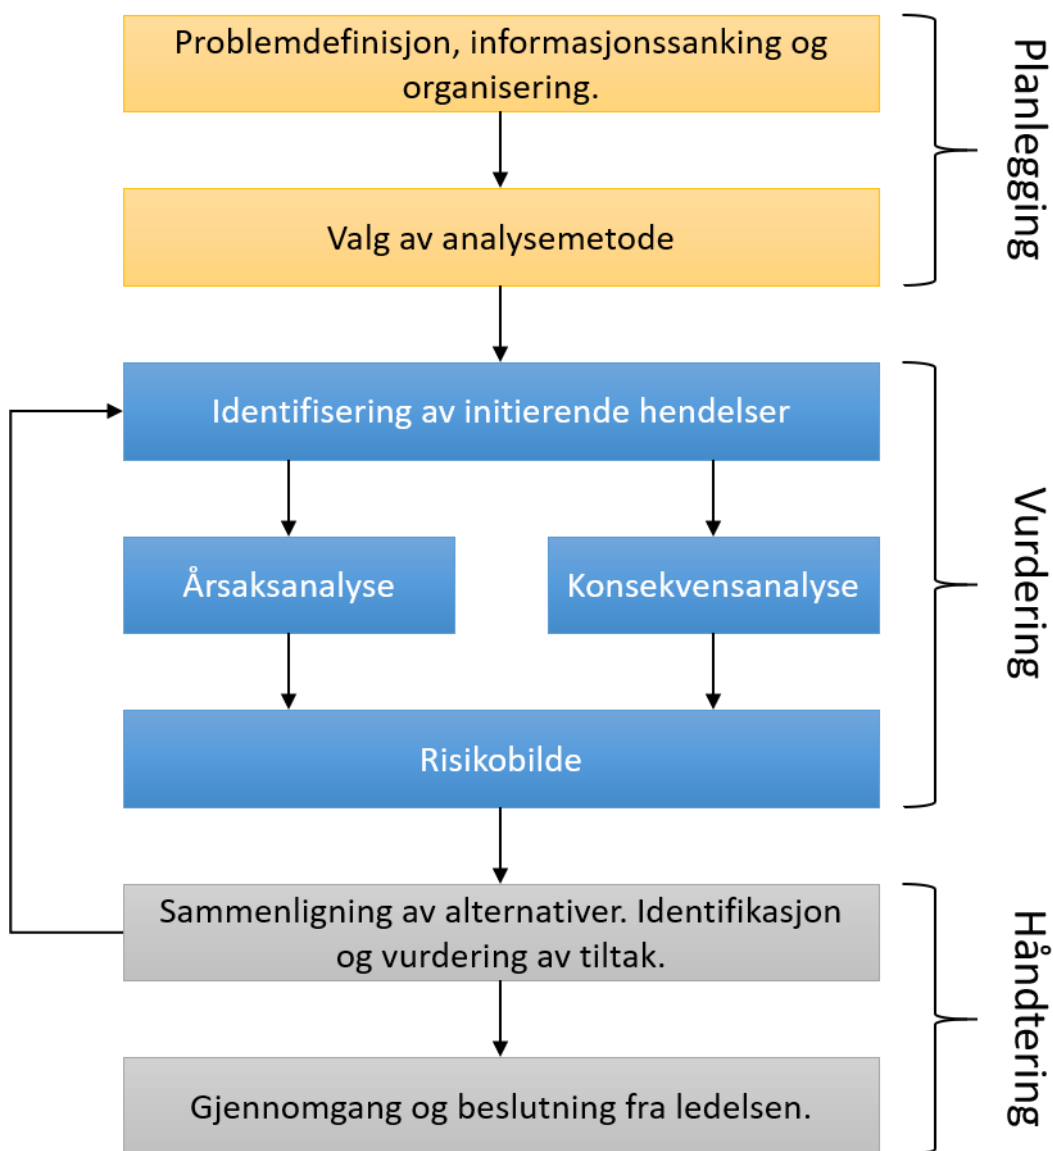 Problemdefinisjon, informasjonssanking og
organisering.
Planlegging
Valg av analysemetode
Identifisering av initierende hendelser
Vurdering
Årsaksanalyse
Konsekvensanalyse
Risikobilde
Sammenligning av alternativer. Identifikasjon
og vurdering av tiltak.
Håndtering
Gjennomgang og beslutning fra ledelsen.